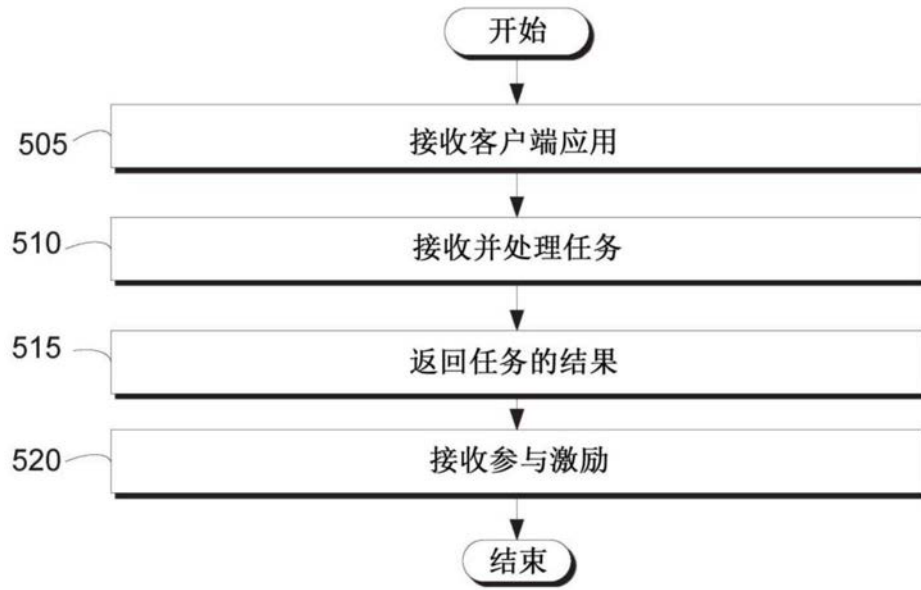 开始
505
接收客户端应用
510
接收并处理任务
515
返回任务的结果
520
接收参与激励
结束